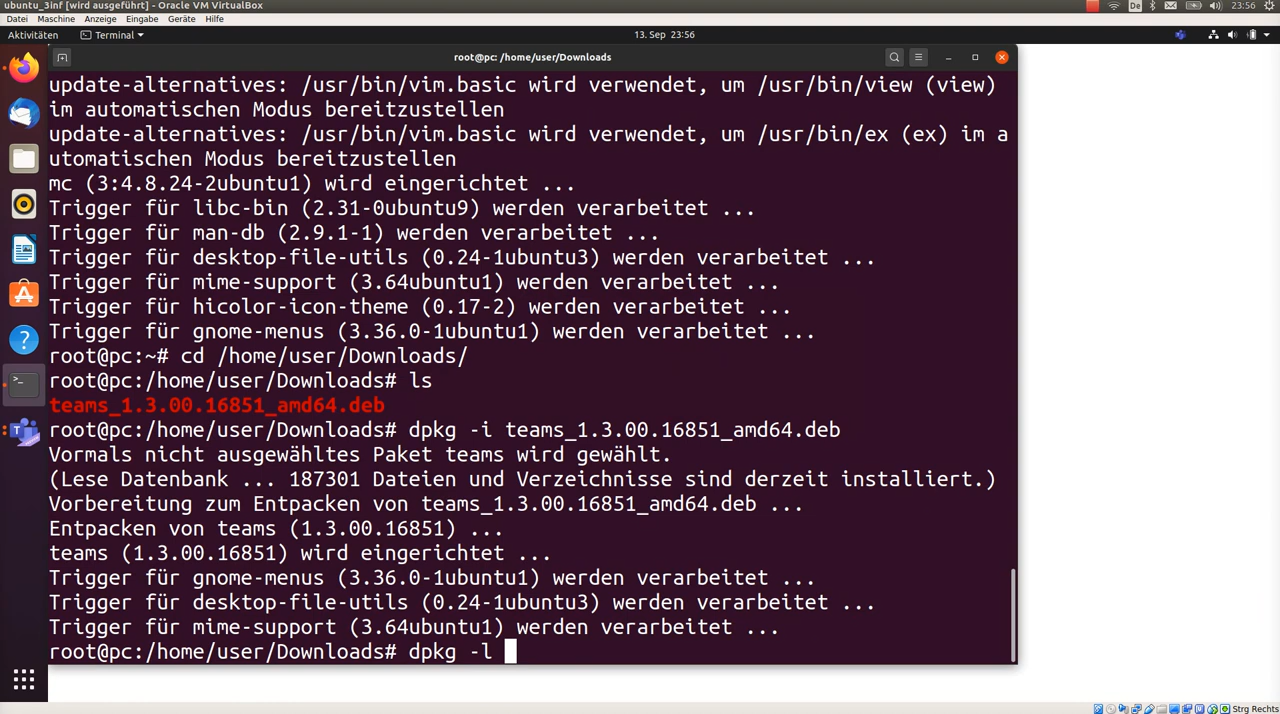 ubuntu_3inf [wird ausgeführt] - Oracle VM VirtualBox
De
23:56
Datei Maschine Anzeige Eingabe Geräte Hilfe
Aktivitäten
Terminal
13. Sep 23:56
root@pc: /home/user/Downloads
update-alternatives: /usr/bin/vim.basic wird verwendet, um /usr/bin/view (view)
im automatischen Modus bereitzustellen
update-alternatives: /usr/bin/vim.basic wird verwendet, um /usr/bin/ex (ex) im a
utomatischen Modus bereitzustellen
mc (3:4.8.24-2ubuntu1) wird eingerichtet ...
Trigger für libc-bin (2.31-0ubuntu9) werden verarbeitet ...
Trigger für man-db (2.9.1-1) werden verarbeitet ...
Trigger für desktop-file-utils (0.24-1ubuntu3) werden verarbeitet ...
Trigger für mime-support (3.64ubuntu1) werden verarbeitet ...
Trigger für hicolor-icon-theme (0.17-2) werden verarbeitet ...
Trigger für gnome-menus (3.36.0-1ubuntu1) werden verarbeitet ...
root@pc:~# cd /home/user/Downloads/
root@pc:/home/user/Downloads# ls
teams_1.3.00.16851_amd64.deb
root@pc:/home/user/Downloads# dpkg -i teams_1.3.00.16851_amd64.deb
Vormals nicht ausgewähltes Paket teams wird gewählt.
(Lese Datenbank ... 187301 Dateien und Verzeichnisse sind derzeit installiert.)
Vorbereitung zum Entpacken von teams_1.3.00.16851_amd64.deb ...
Entpacken von teams (1.3.00.16851) ...
teams (1.3.00.16851) wird eingerichtet ...
Trigger für gnome-menus (3.36.0-1ubuntu1) werden verarbeitet ...
Trigger für desktop-file-utils (0.24-1ubuntu3) werden verarbeitet ...
Trigger für mime-support (3.64ubuntu1) werden verarbeitet ...
root@pc:/home/user/Downloads# dpkg -l
Strg Rechts